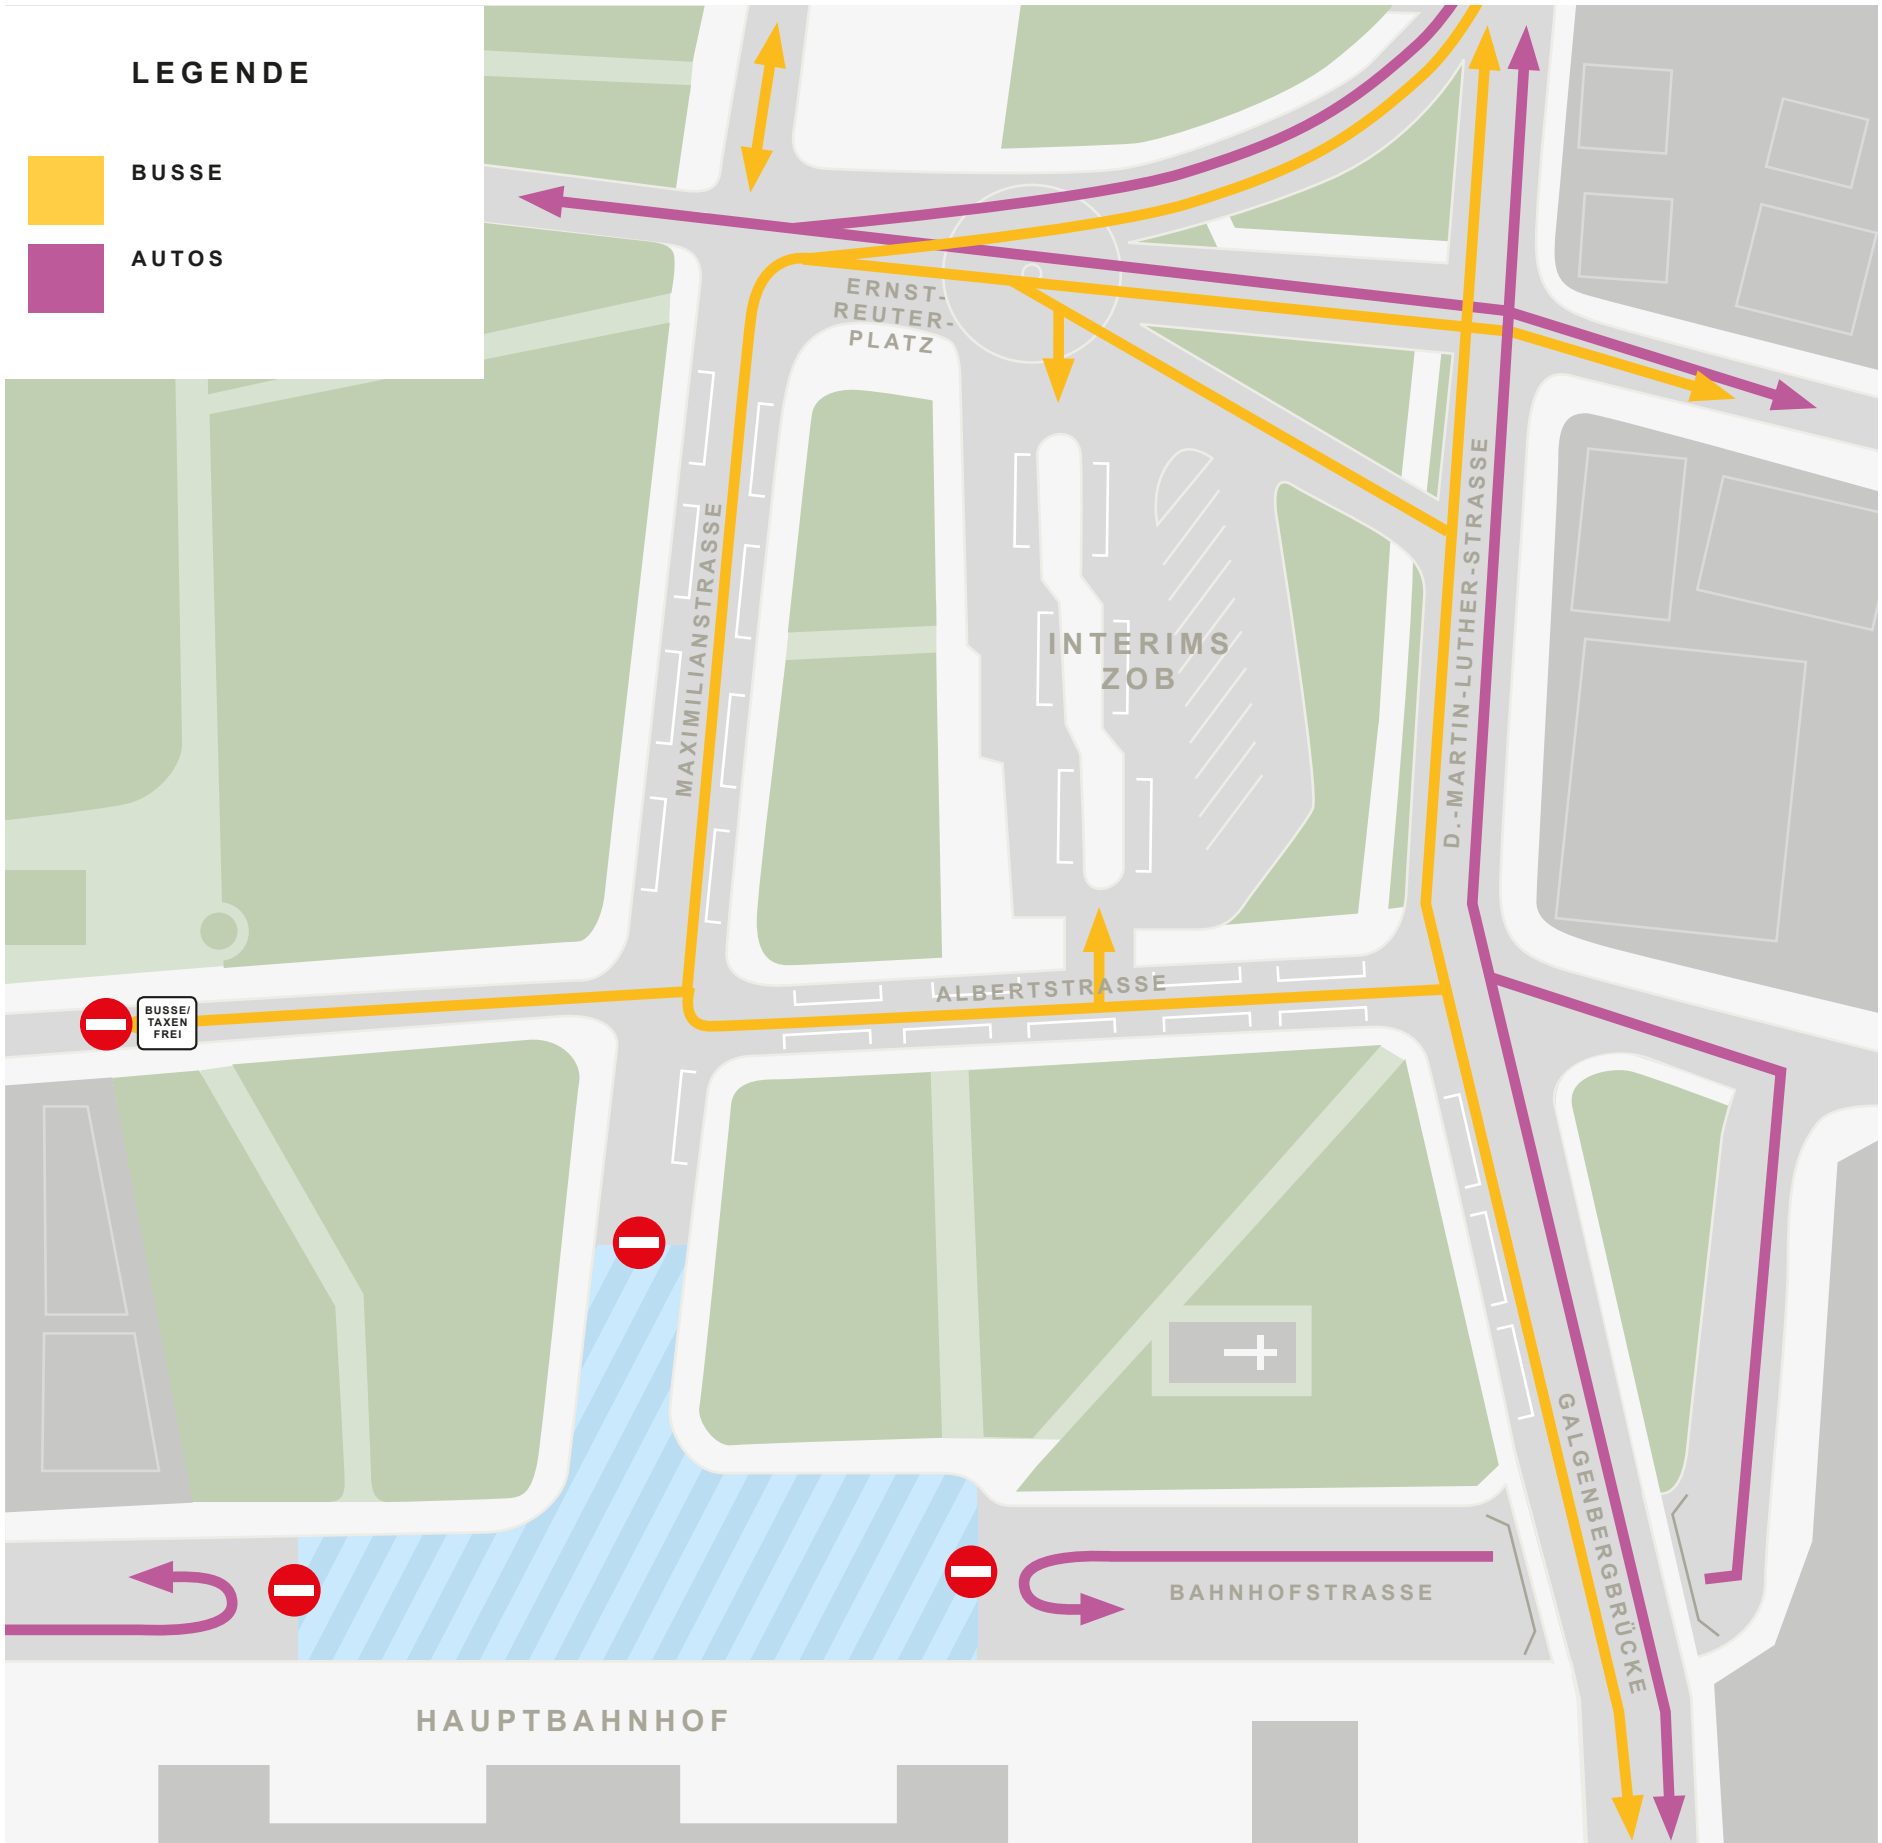 LEGENDE
BUSSE
AUTOS
ERNST-
REUTER-
PLATZ
MAXIMILIANSTRASSE
INTERIMS
ZOB
D.-MARTIN-LUTHER-STRASSE
ALBERTSTRASSE
BUSSE/
TAXEN
FREI
GALGENBERGBRÜCKE
BAHNHOFSTRASSE
HAUPTBAHNHOF